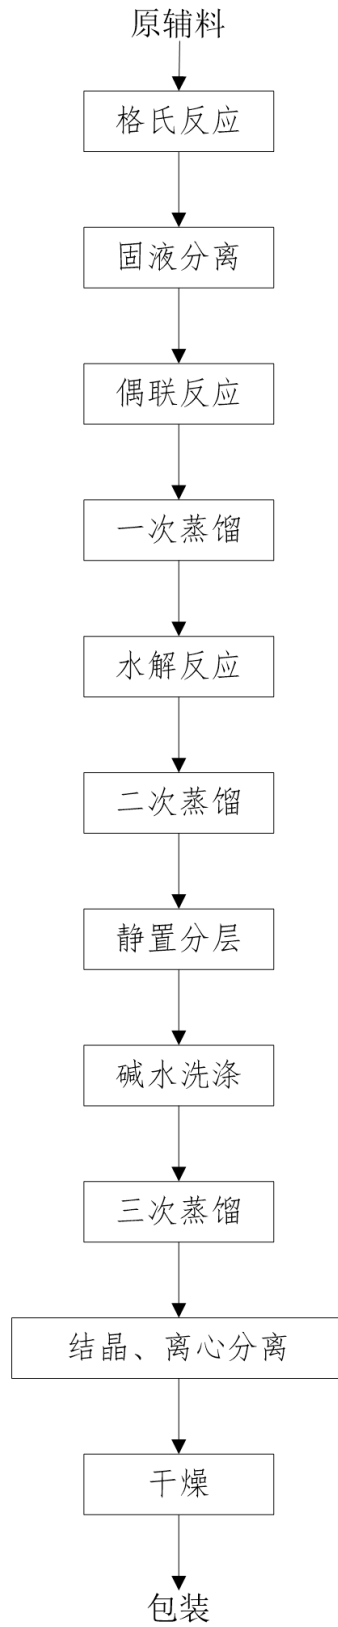 原辅料
格氏反应
固液分离
偶联反应
一次蒸馏
水解反应
二次蒸馏
静置分层
碱水洗涤
三次蒸馏
结晶、离心分离
干燥
包装